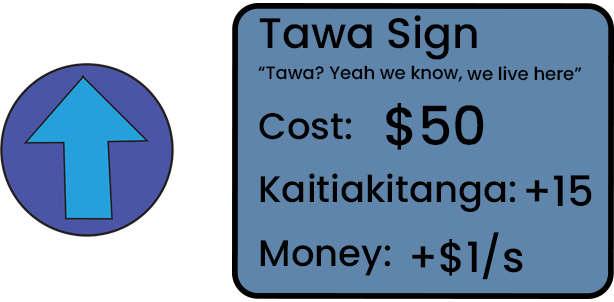 Tawa Sign
“Tawa? Yeah we know, we live here”
Cost: $50
Kaitiakitanga: +15
Money: +$1/s